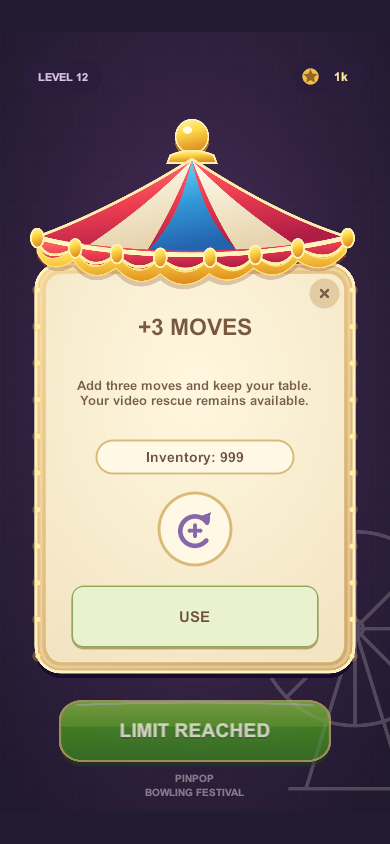 LEVEL 12
1k
+3 MOVES
Add three moves and keep your table.
Your video rescue remains available.
Inventory: 999
USE
LIMIT REACHED
PINPOP
BOWLING FESTIVAL